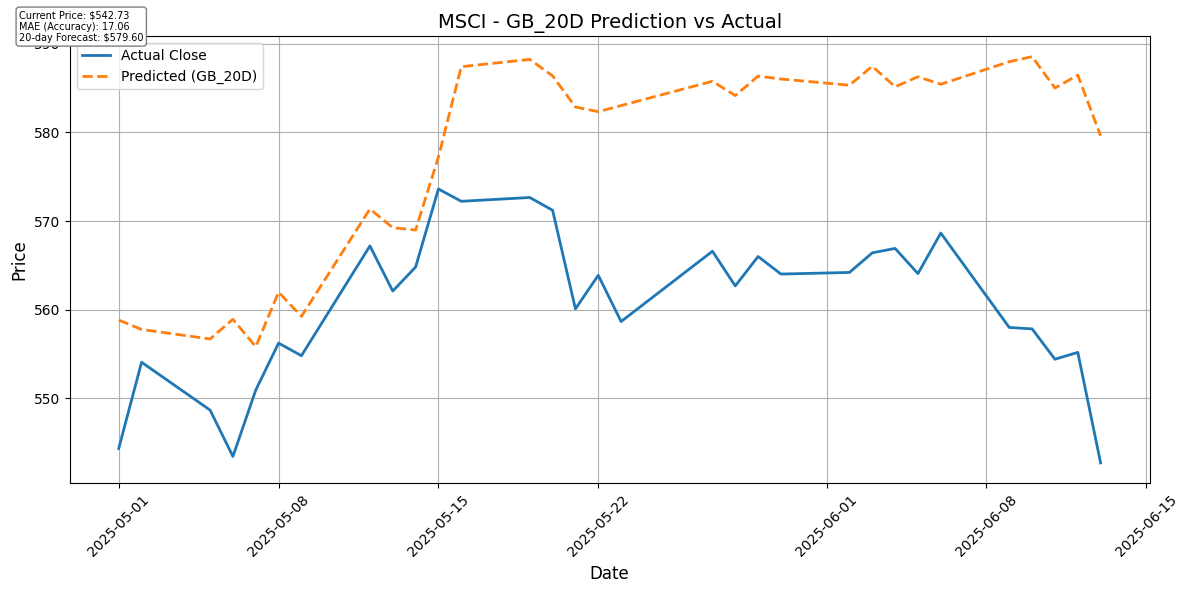 MSCI - GB_20D Prediction vs Actual
Current Price: $542.73
MAE (Accuracy): 17.06
20-day Forecast: $579.60
Actual Close
Predicted (GB_20D)
590
580
570
560
550
Price
2025-05-01
2025-05-08
2025-05-15
2025-05-22
2025-06-01
2025-06-08
2025-06-15
Date